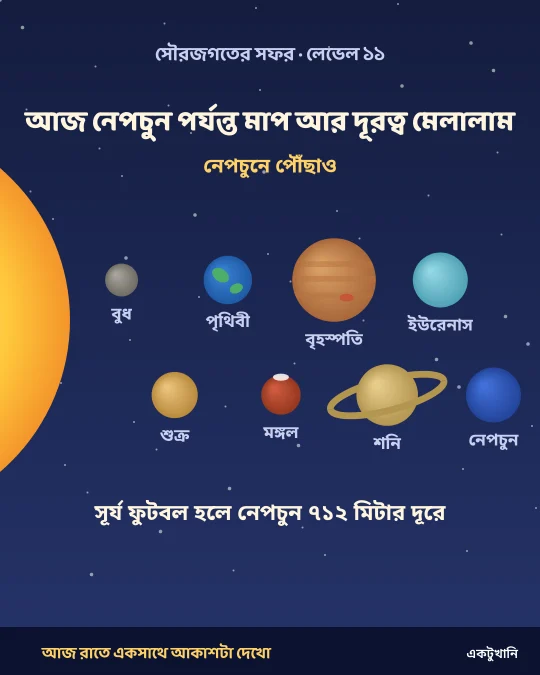 সৌরজগতের সফর · লেভেল ১১
আজ নেপচুন পর্যন্ত মাপ আর দূরত্ব মেলালাম
নেপচুনে পৌঁছাও
বুধ
পৃথিবী
বৃহস্পতি
ইউরেনাস
শুক্র
মঙ্গল
শনি
নেপচুন
সূর্য ফুটবল হলে নেপচুন ৭১২ মিটার দূরে
আজ রাতে একসাথে আকাশটা দেখো
একটুখানি